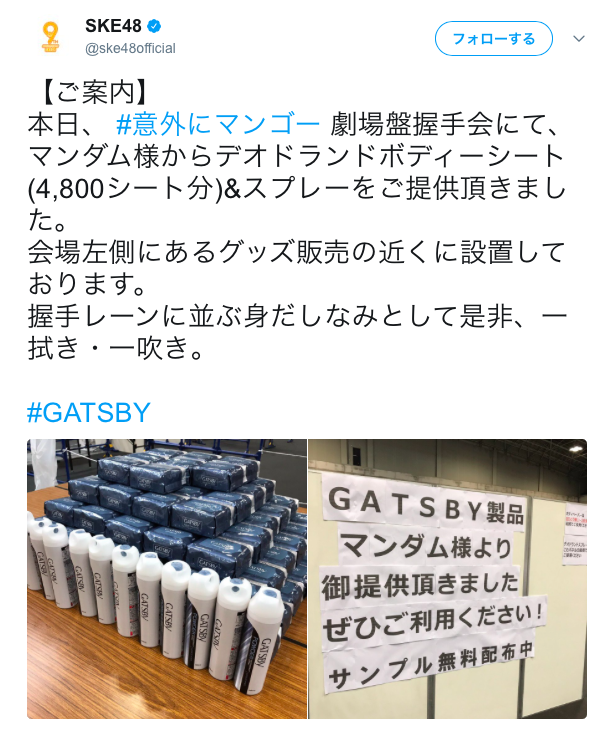 SKE48
@ske48official
フォローする
【ご案内】
本日、 #意外にマンゴー 劇場盤握手会にて、
マンダム様からデオドランドボディーシート
(4,800シート分)&スプレーをご提供頂きまし
た。
会場左側にあるグッズ販売の近くに設置して
おります。
握手レーンに並ぶ身だしなみとして是非、一
拭き・一吹き。
#GATSBY
GATSBY
GATSBY
GATSBY
GATSBY
GATSBY
GATSBY
GATSBY
GATSBY製品
マンダム様より
御提供頂きました
ぜひご利用ください!
サンプル無料配布中